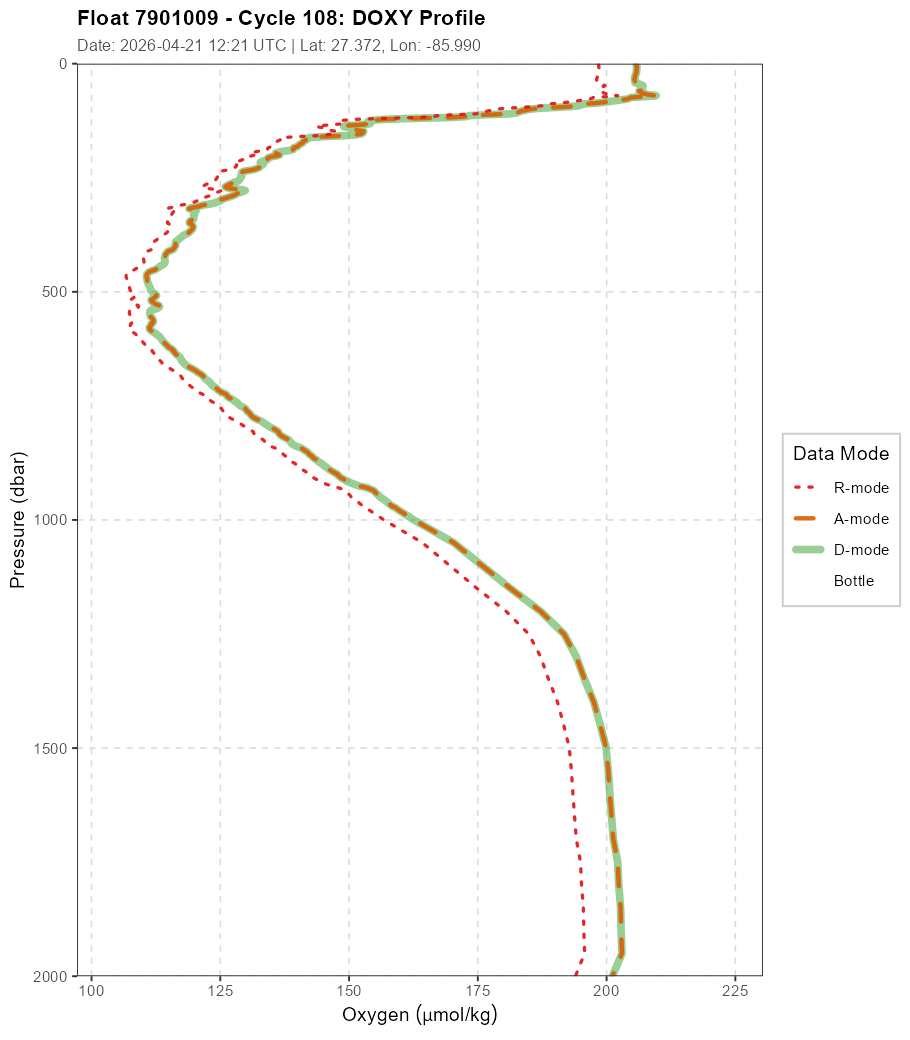 Float 7901009 - Cycle 108: DOXY Profile
Date: 2026-04-21 12:21 UTC | Lat: 27.372, Lon: -85.990
0
500
1000
1500
2000
Pressure (dbar)
100 125 150 175 200 225
Oxygen (μmol/kg)
Data Mode
R-mode
A-mode
D-mode
Bottle